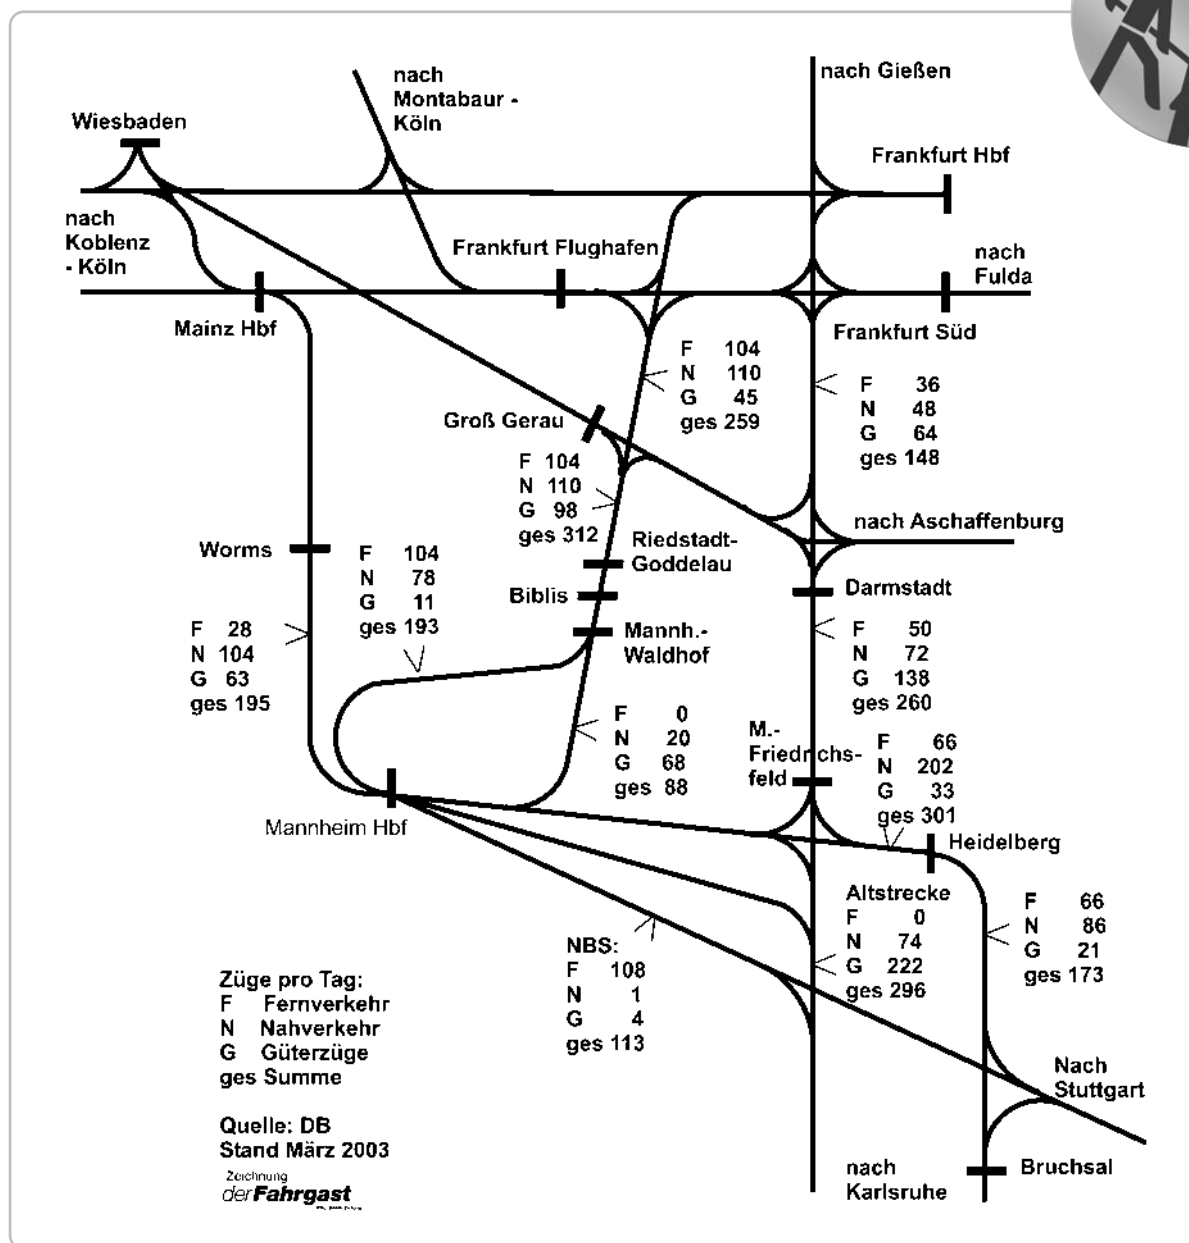 nach
Montabaur -
Köln
nach Gießen
Wiesbaden
Frankfurt Hbf
nach
Koblenz
- Köln
Frankfurt Flughafen
nach
Fulda
Mainz Hbf
Frankfurt Süd
F 104
N 110
G 45
ges 259
F 36
N 48
G 64
ges 148
Groß Gerau
F 104
N 110
G 98
ges 312
nach Aschaffenburg
Riedstadt-
Goddelau
Worms
F 104
N 78
G 11
ges 193
Biblis
Darmstadt
Mannh.-
Waldhof
F 28
N 104
G 63
ges 195
F 50
N 72
G 138
ges 260
F 0
N 20
G 68
ges 88
M.-
Friedrichs-
feld
F 66
N 202
G 33
ges 301
Mannheim Hbf
Heidelberg
Altstrecke
F 0
N 74
G 222
ges 296
F 66
N 86
G 21
ges 173
NBS:
F 108
N 1
G 4
ges 113
Züge pro Tag:
F Fernverkehr
N Nahverkehr
G Güterzüge
ges Summe
Nach
Stuttgart
Quelle: DB
Stand März 2003
Zeichnung
der Fahrgast
nach
Karlsruhe
Bruchsal